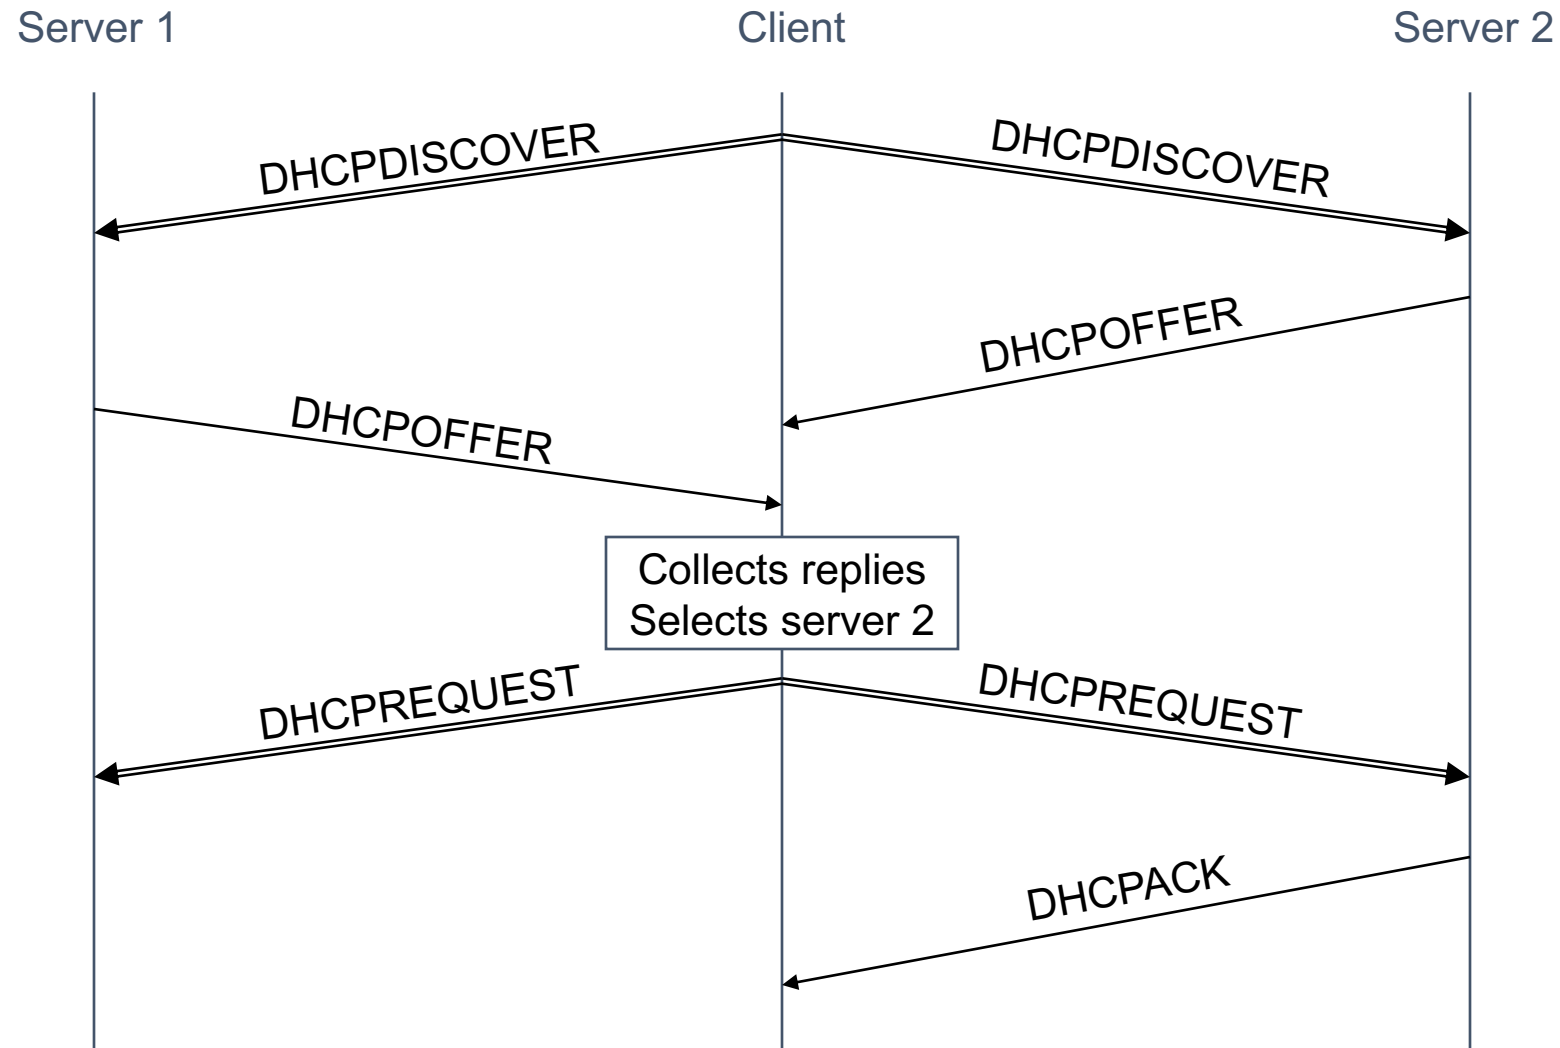 Server 1
Client
Server 2
DHCPDISCOVER
DHCPDISCOVER
DHCPOFFER
DHCPOFFER
Collects replies
Selects server 2
DHCPREQUEST
DHCPREQUEST
DHCPACK